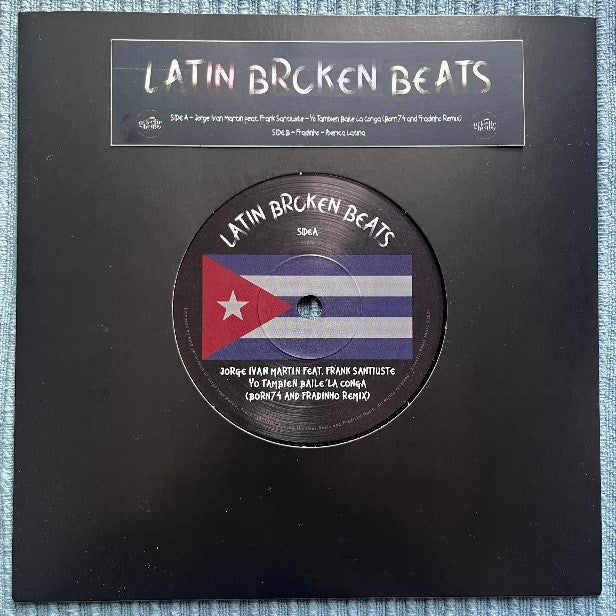 LATIN BROKEN BEATS
SIDE A - Jorge Ivan Martin feat. Frank Santiuste - Yo Tambien Baile La Conga (Born74 and Fradinho Remix)
SIDE B - Fradinho - Iberica Latina
LATIN BROKEN BEATS
SIDE A
JORGE IVAN MARTIN FEAT. FRANK SANTIUSTE
YO TAMBIEN BAILE´LA CONGA
(BORN74 AND FRADINHO REMIX)